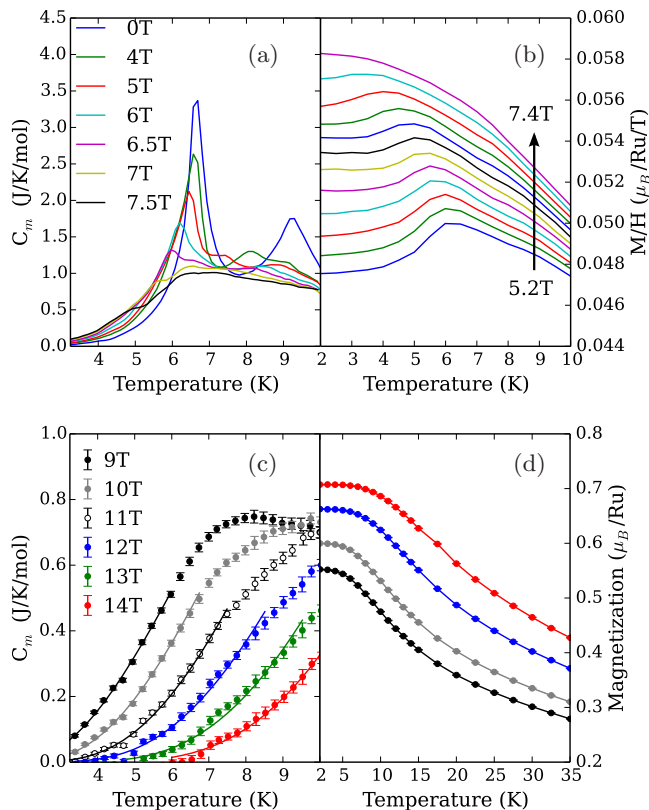 (a)
C_m (J/K/mol)
4.5
4.0
3.5
3.0
2.5
2.0
1.5
1.0
0.5
0.0
0T
4T
5T
6T
6.5T
7T
7.5T
4 5 6 7 8 9
Temperature (K)
(b)
0.060
0.058
0.056
0.054
0.052
0.050
0.048
0.046
0.044
M/H (μ_B/Ru/T)
7.4T
5.2T
2 3 4 5 6 7 8 9 10
Temperature (K)
(c)
C_m (J/K/mol)
1.0
0.8
0.6
0.4
0.2
0.0
9T
10T
11T
12T
13T
14T
4 5 6 7 8 9
Temperature (K)
(d)
0.8
0.7
0.6
0.5
0.4
0.3
0.2
Magnetization (μ_B/Ru)
2 5 10 15 20 25 30 35
Temperature (K)